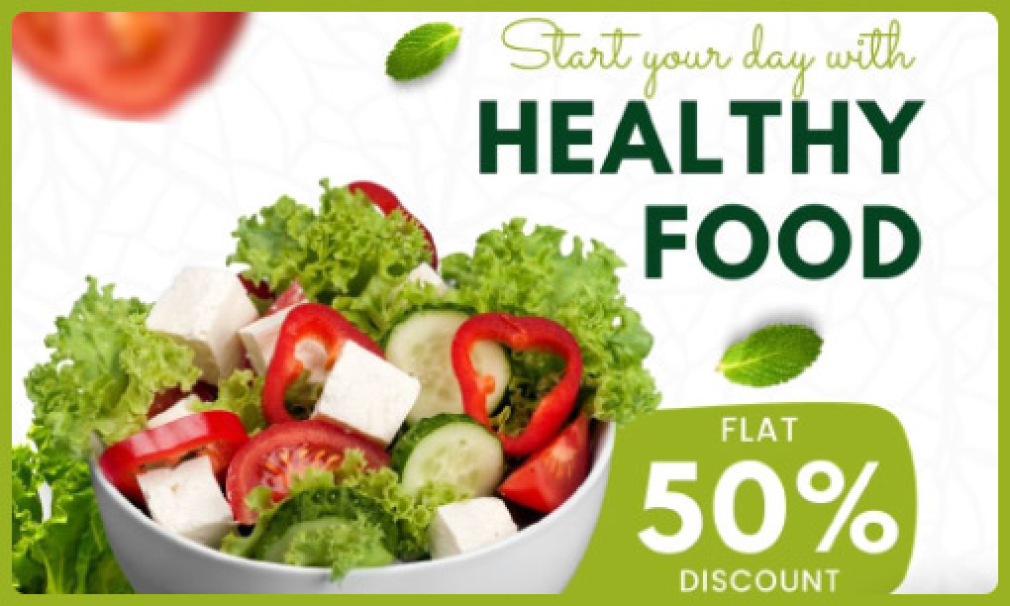 Start your day with
HEALTHY
FOOD
FLAT
50%
DISCOUNT